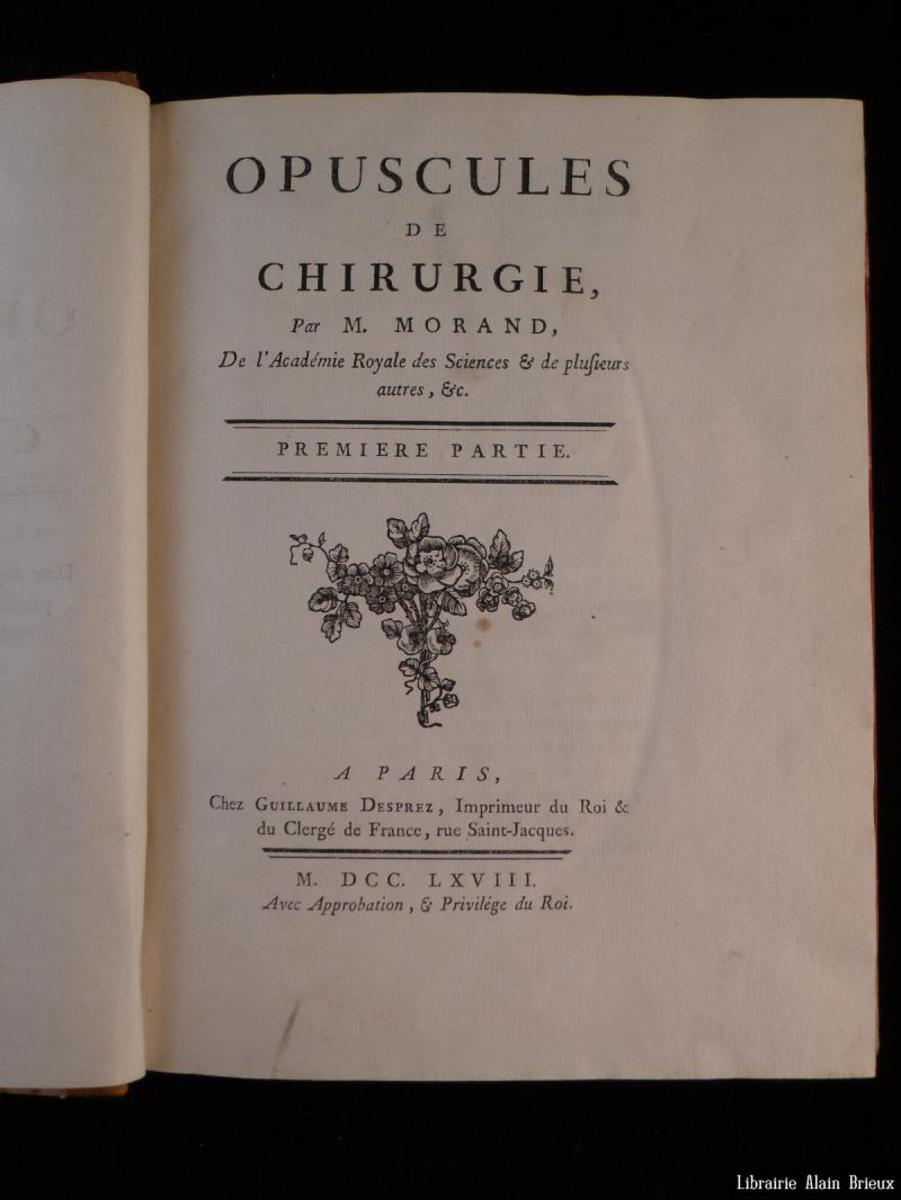 OPUSCULES
DE
CHIRURGIE,
Par M. MORAND,
De l'Académie Royale des Sciences & de pluſieurs
autres, &c.
PREMIERE PARTIE.
A PARIS,
Chez GUILLAUME DESPREZ, Imprimeur du Roi &
du Clergé de France, rue Saint-Jacques.
M. DCC. LXVIII.
Avec Approbation, & Privilége du Roi.
Librairie Alain Brieux